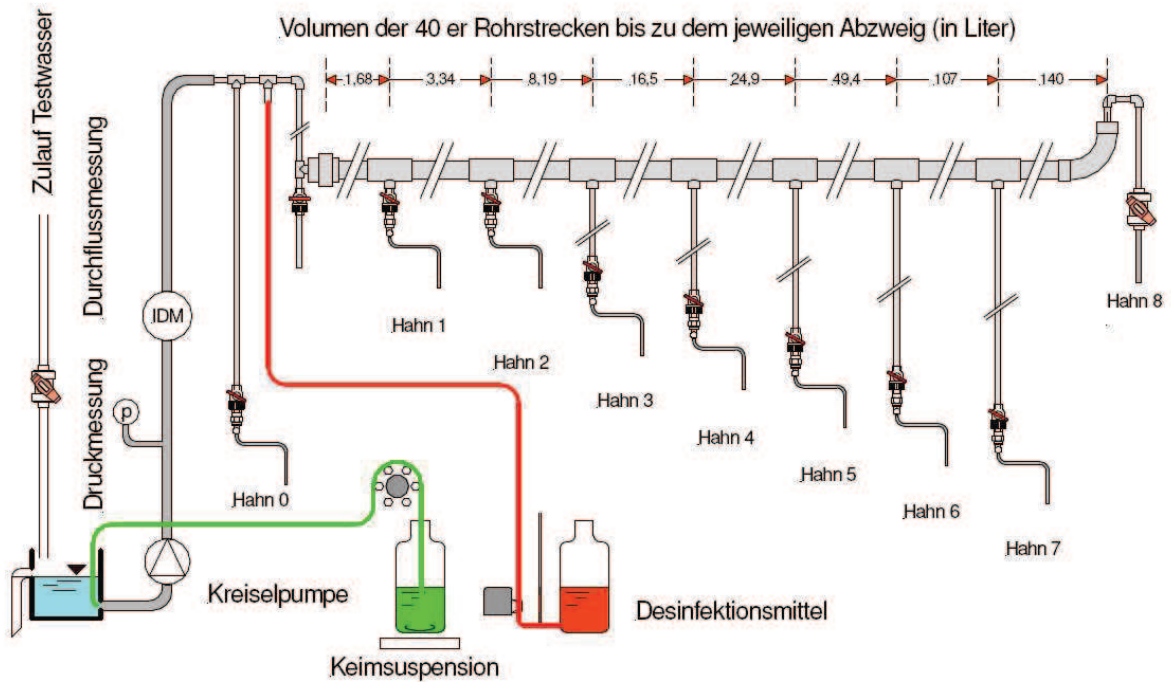 Volumen der 40 er Rohrstrecken bis zu dem jeweiligen Abzweig (in Liter)
1,68
3,34
8,19
16,5
24,9
49,4
107
140
Zulauf Testwasser
Durchflussmessung
Druckmessung
IDM
p
Hahn 0
Hahn 1
Hahn 2
Hahn 3
Hahn 4
Hahn 5
Hahn 6
Hahn 7
Hahn 8
Kreiselpumpe
Keimsuspension
Desinfektionsmittel